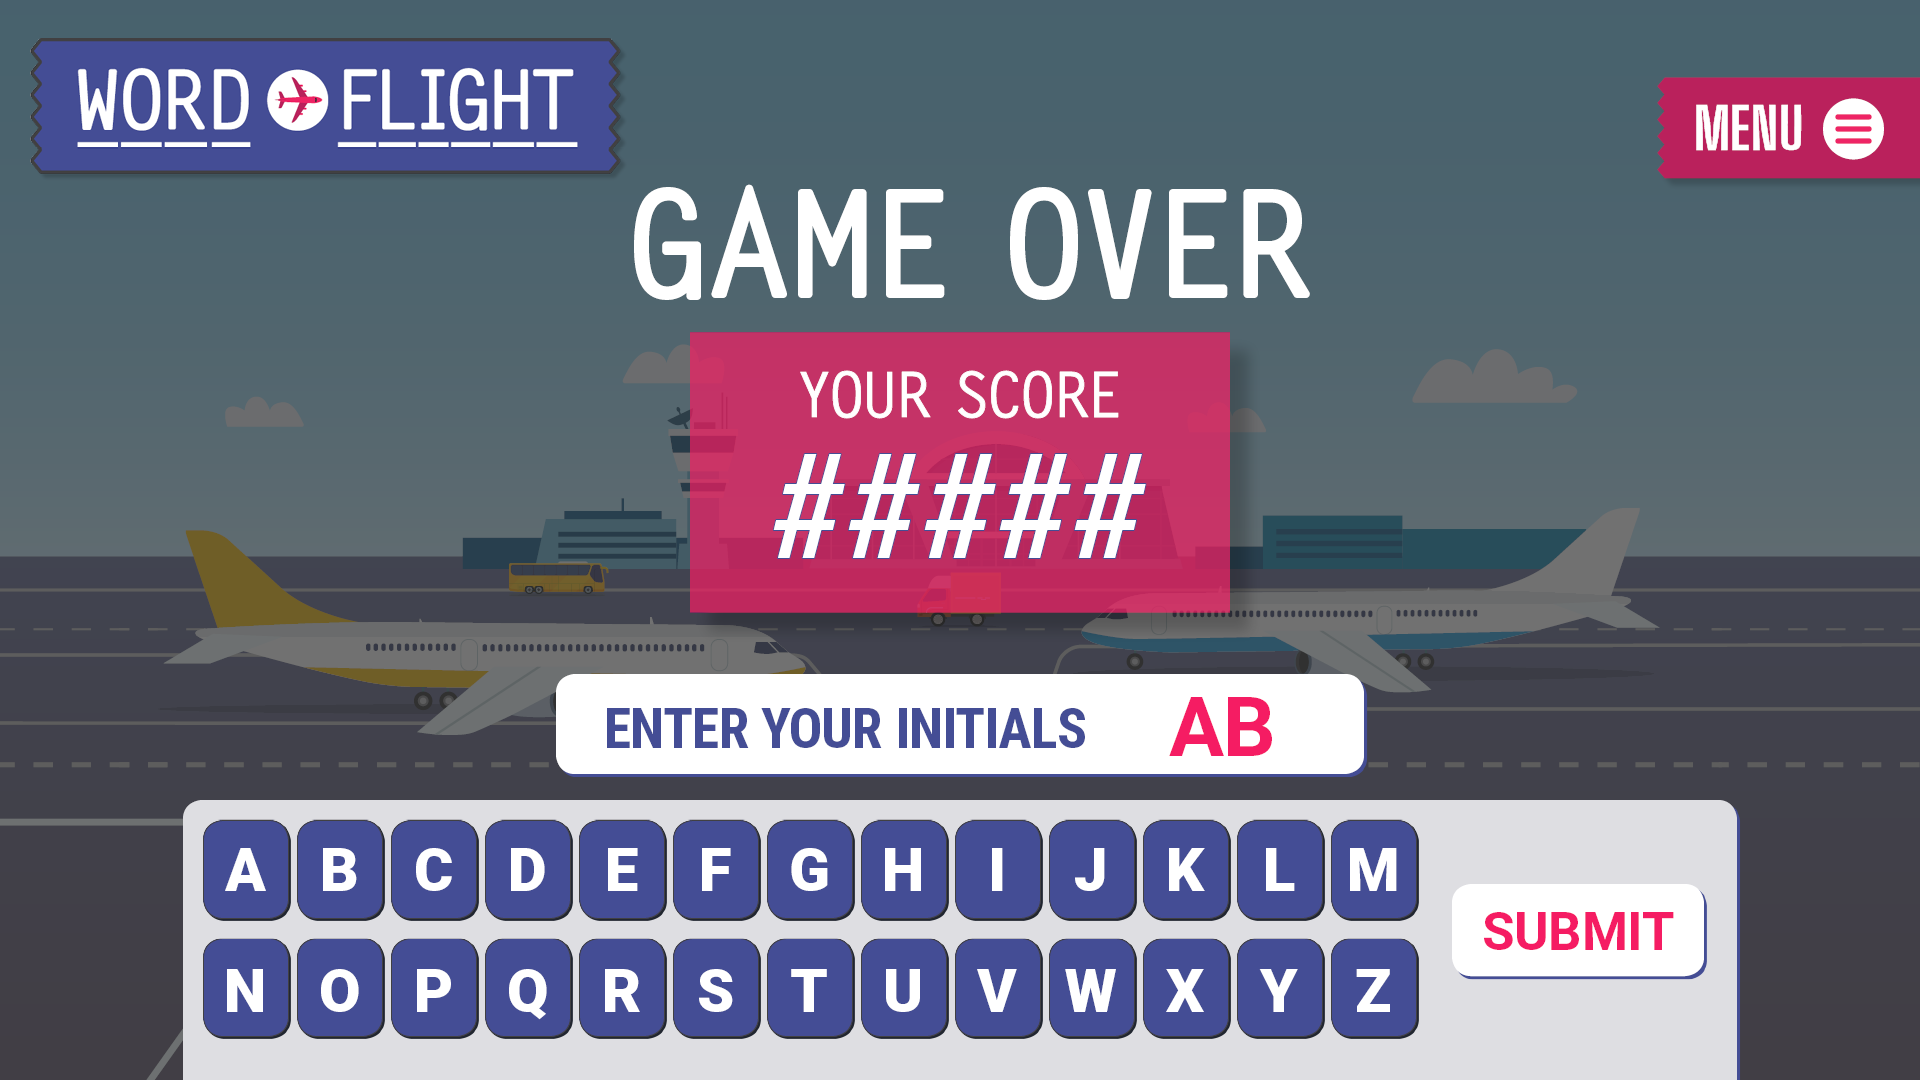 WORD FLIGHT
MENU
GAME OVER
YOUR SCORE
#####
ENTER YOUR INITIALS AB
A B C D E F G H I J K L M
SUBMIT
N O P Q R S T U V W X Y Z